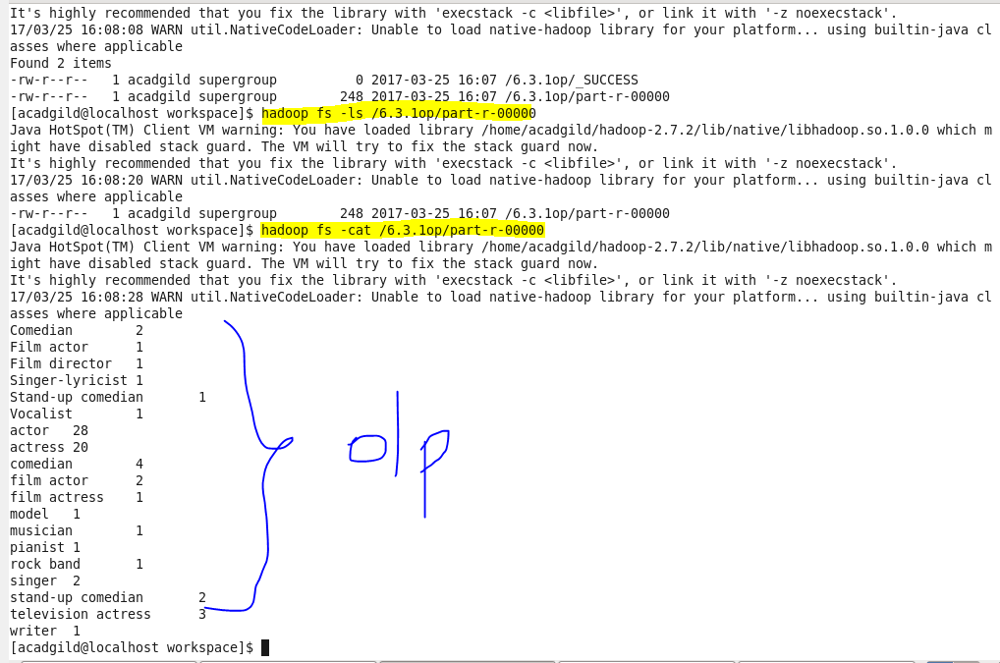 It's highly recommended that you fix the library with 'execstack -c <libfile>', or link it with '-z noexecstack'.
17/03/25 16:08:08 WARN util.NativeCodeLoader: Unable to load native-hadoop library for your platform... using builtin-java cl
asses where applicable
Found 2 items
-rw-r--r--   1 acadgild supergroup          0 2017-03-25 16:07 /6.3.1op/_SUCCESS
-rw-r--r--   1 acadgild supergroup        248 2017-03-25 16:07 /6.3.1op/part-r-00000
[acadgild@localhost workspace]$ hadoop fs -ls /6.3.1op/part-r-00000
Java HotSpot(TM) Client VM warning: You have loaded library /home/acadgild/hadoop-2.7.2/lib/native/libhadoop.so.1.0.0 which m
ight have disabled stack guard. The VM will try to fix the stack guard now.
It's highly recommended that you fix the library with 'execstack -c <libfile>', or link it with '-z noexecstack'.
17/03/25 16:08:20 WARN util.NativeCodeLoader: Unable to load native-hadoop library for your platform... using builtin-java cl
asses where applicable
-rw-r--r--   1 acadgild supergroup        248 2017-03-25 16:07 /6.3.1op/part-r-00000
[acadgild@localhost workspace]$ hadoop fs -cat /6.3.1op/part-r-00000
Java HotSpot(TM) Client VM warning: You have loaded library /home/acadgild/hadoop-2.7.2/lib/native/libhadoop.so.1.0.0 which m
ight have disabled stack guard. The VM will try to fix the stack guard now.
It's highly recommended that you fix the library with 'execstack -c <libfile>', or link it with '-z noexecstack'.
17/03/25 16:08:28 WARN util.NativeCodeLoader: Unable to load native-hadoop library for your platform... using builtin-java cl
asses where applicable
Comedian        2
Film actor      1
Film director   1
Singer-lyricist 1
Stand-up comedian       1
Vocalist        1
actor   28
actress 20
comedian        4
film actor      2
film actress    1
model   1
musician        1
pianist 1
rock band       1
singer  2
stand-up comedian       2
television actress      3
writer  1
[acadgild@localhost workspace]$
o/p